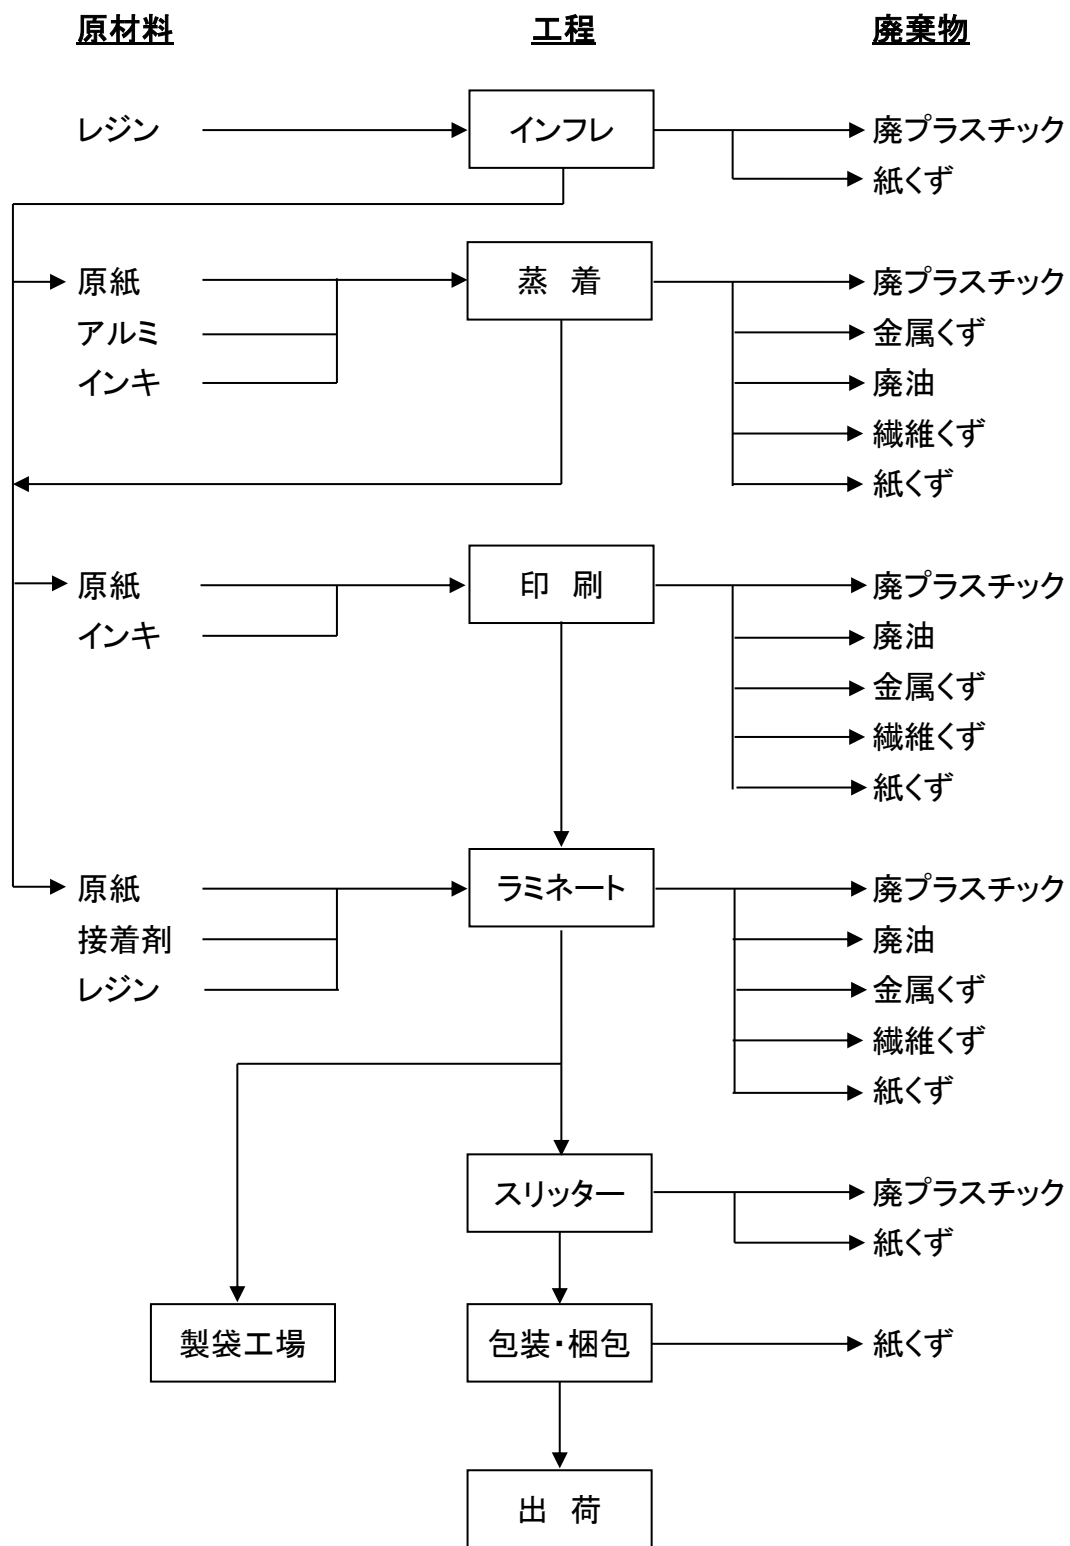 原材料 工程 廃棄物
レジン インフレ 廃プラスチック
紙くず
原紙 蒸 着 廃プラスチック
アルミ 金属くず
インキ 廃油
繊維くず
紙くず
原紙 印 刷 廃プラスチック
インキ 廃油
金属くず
繊維くず
紙くず
原紙 ラミネート 廃プラスチック
接着剤 廃油
レジン 金属くず
繊維くず
紙くず
スリッター 廃プラスチック
紙くず
製袋工場 包装・梱包 紙くず
出 荷